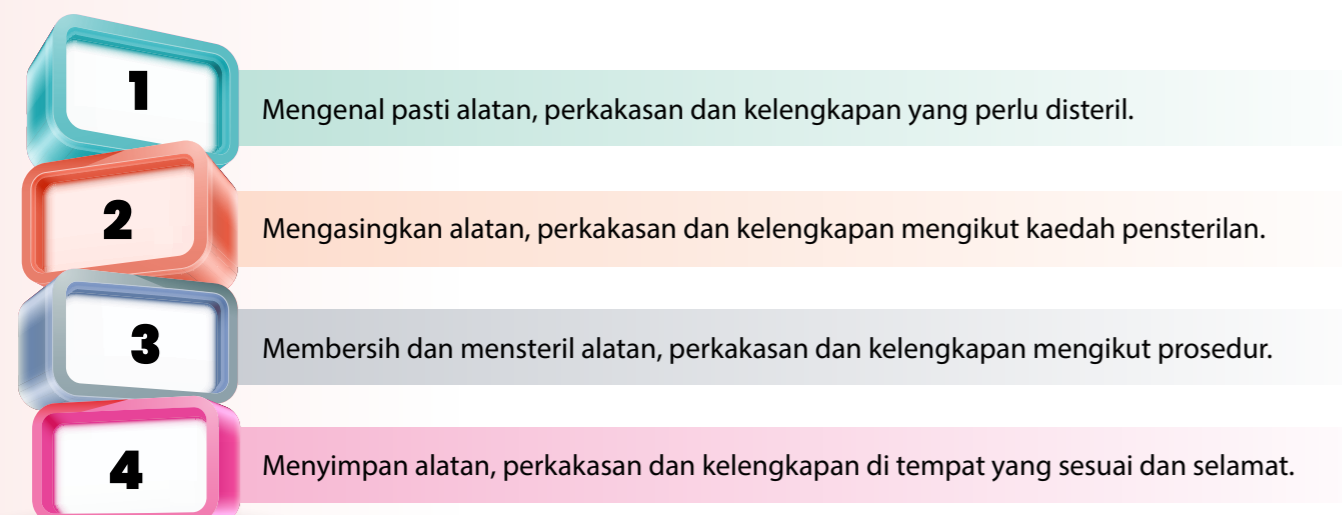 1
Mengenal pasti alatan, perkakasan dan kelengkapan yang perlu disteril.
2
Mengasingkan alatan, perkakasan dan kelengkapan mengikut kaedah pensterilan.
3
Membersih dan mensteril alatan, perkakasan dan kelengkapan mengikut prosedur.
4
Menyimpan alatan, perkakasan dan kelengkapan di tempat yang sesuai dan selamat.